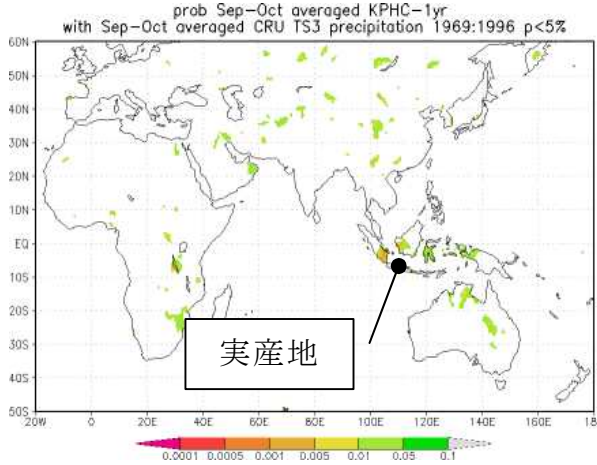 prob Sep-Oct averaged KPHC-1yr
with Sep-Oct averaged CRU TS3 precipitation 1969:1996 p<5%
60N
50N
40N
30N
20N
10N
EQ
10S
20S
30S
40S
50S
実産地
20W 0 20E 40E 60E 80E 100E 120E 140E 160E 180
0.0001 0.0005 0.001 0.005 0.01 0.05 0.1